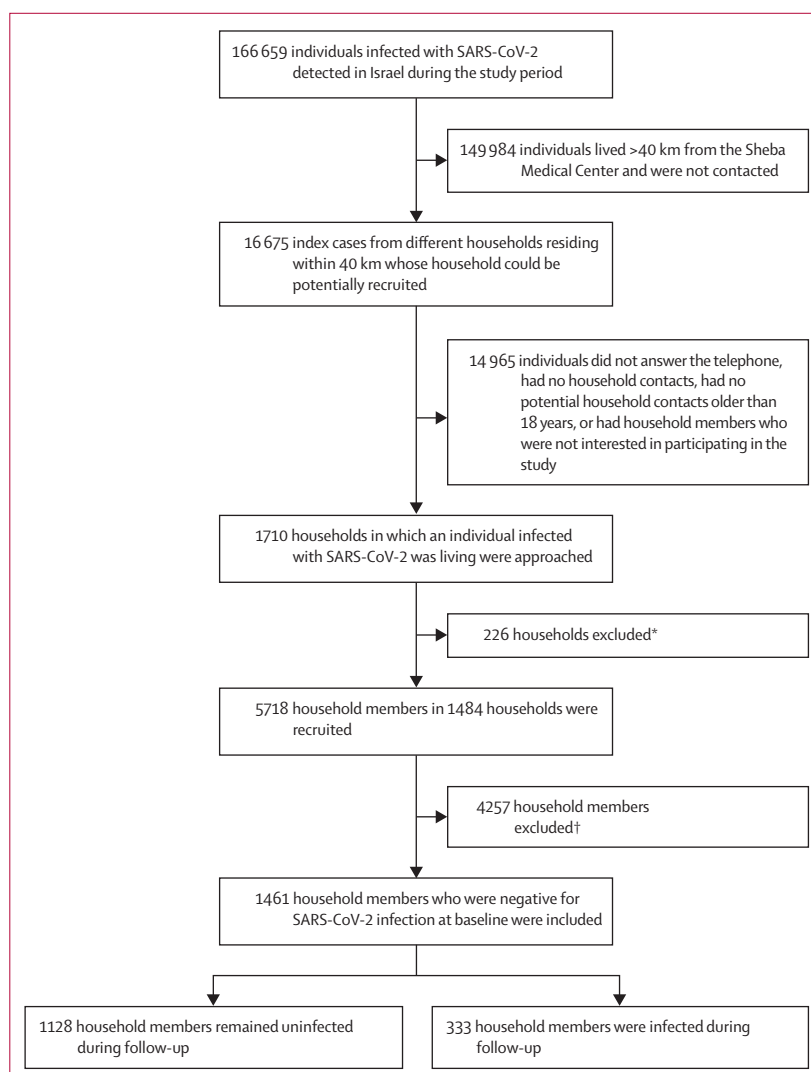 166 659 individuals infected with SARS-CoV-2
detected in Israel during the study period
149 984 individuals lived >40 km from the Sheba
Medical Center and were not contacted
16 675 index cases from different households residing
within 40 km whose household could be
potentially recruited
14 965 individuals did not answer the telephone,
had no household contacts, had no
potential household contacts older than
18 years, or had household members who
were not interested in participating in the
study
1710 households in which an individual infected
with SARS-CoV-2 was living were approached
226 households excluded*
5718 household members in 1484 households were
recruited
4257 household members
excluded†
1461 household members who were negative for
SARS-CoV-2 infection at baseline were included
1128 household members remained uninfected
during follow-up
333 household members were infected during
follow-up